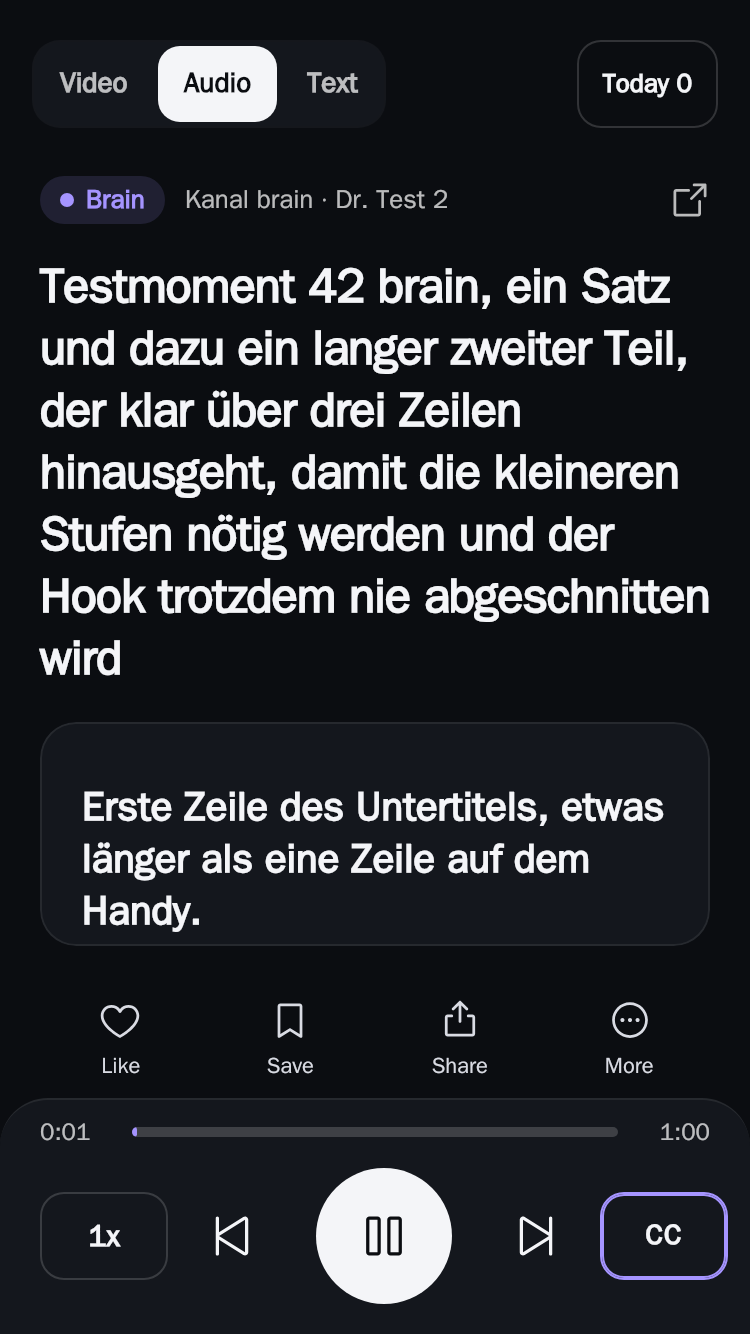 Video Audio Text Today 0
Brain Kanal brain · Dr. Test 2
Testmoment 42 brain, ein Satz
und dazu ein langer zweiter Teil,
der klar über drei Zeilen
hinausgeht, damit die kleineren
Stufen nötig werden und der
Hook trotzdem nie abgeschnitten
wird
Erste Zeile des Untertitels, etwas
länger als eine Zeile auf dem
Handy.
Like Save Share More
0:01 1:00
1x CC